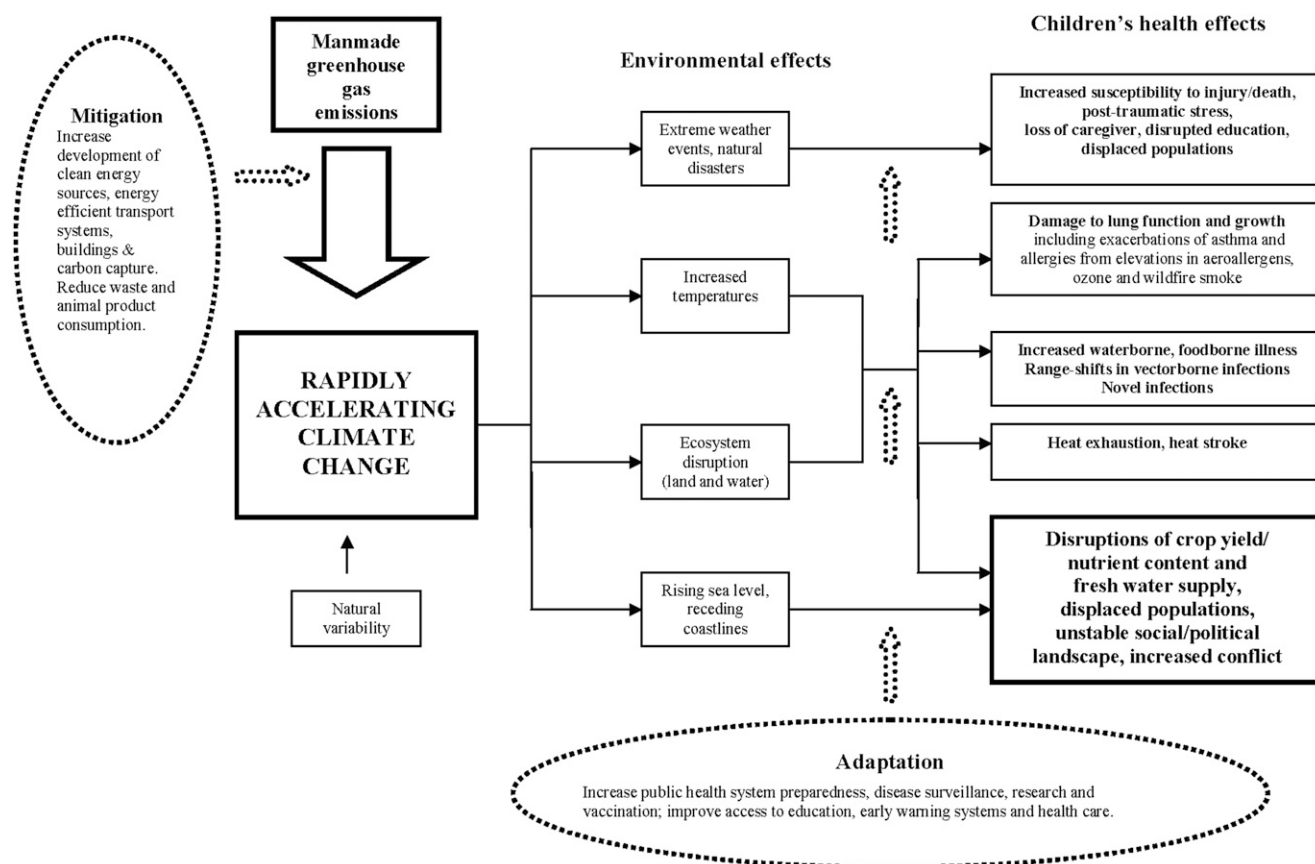 Manmade
greenhouse
gas
emissions
Mitigation
Increase
development of
clean energy
sources, energy
efficient transport
systems,
buildings &
carbon capture.
Reduce waste and
animal product
consumption.
RAPIDLY
ACCELERATING
CLIMATE
CHANGE
Natural
variability
Environmental effects
Extreme weather
events, natural
disasters
Increased
temperatures
Ecosystem
disruption
(land and water)
Rising sea level,
receding
coastlines
Children’s health effects
Increased susceptibility to injury/death,
post-traumatic stress,
loss of caregiver, disrupted education,
displaced populations
Damage to lung function and growth
including exacerbations of asthma and
allergies from elevations in aeroallergens,
ozone and wildfire smoke
Increased waterborne, foodborne illness
Range-shifts in vectorborne infections
Novel infections
Heat exhaustion, heat stroke
Disruptions of crop yield/
nutrient content and
fresh water supply,
displaced populations,
unstable social/political
landscape, increased conflict
Adaptation
Increase public health system preparedness, disease surveillance, research and
vaccination; improve access to education, early warning systems and health care.